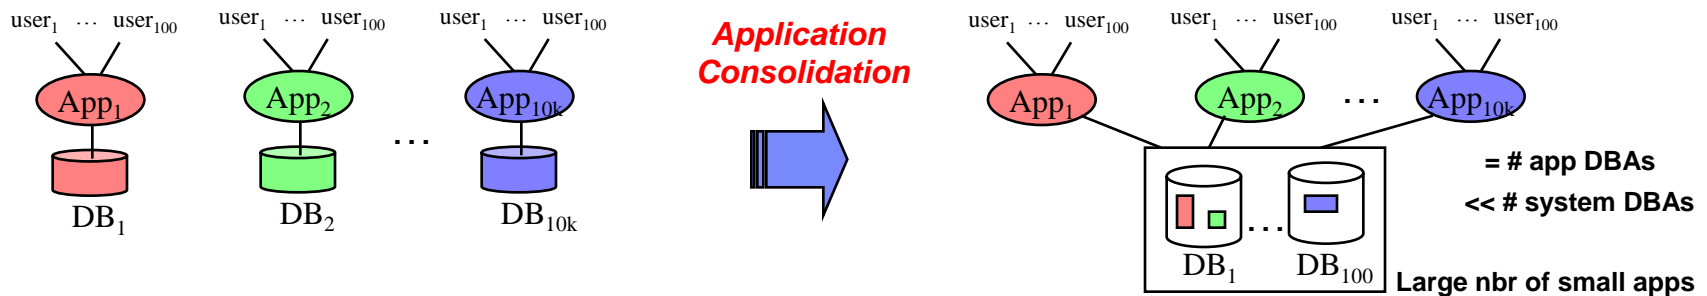 user1 ... user100 user1 ... user100 user1 ... user100
App1 App2 App10k
...
DB1 DB2 DB10k
Application
Consolidation
user1 ... user100 user1 ... user100 user1 ... user100
App1 App2 ... App10k
= # app DBAs
<< # system DBAs
...
DB1 DB100
Large nbr of small apps